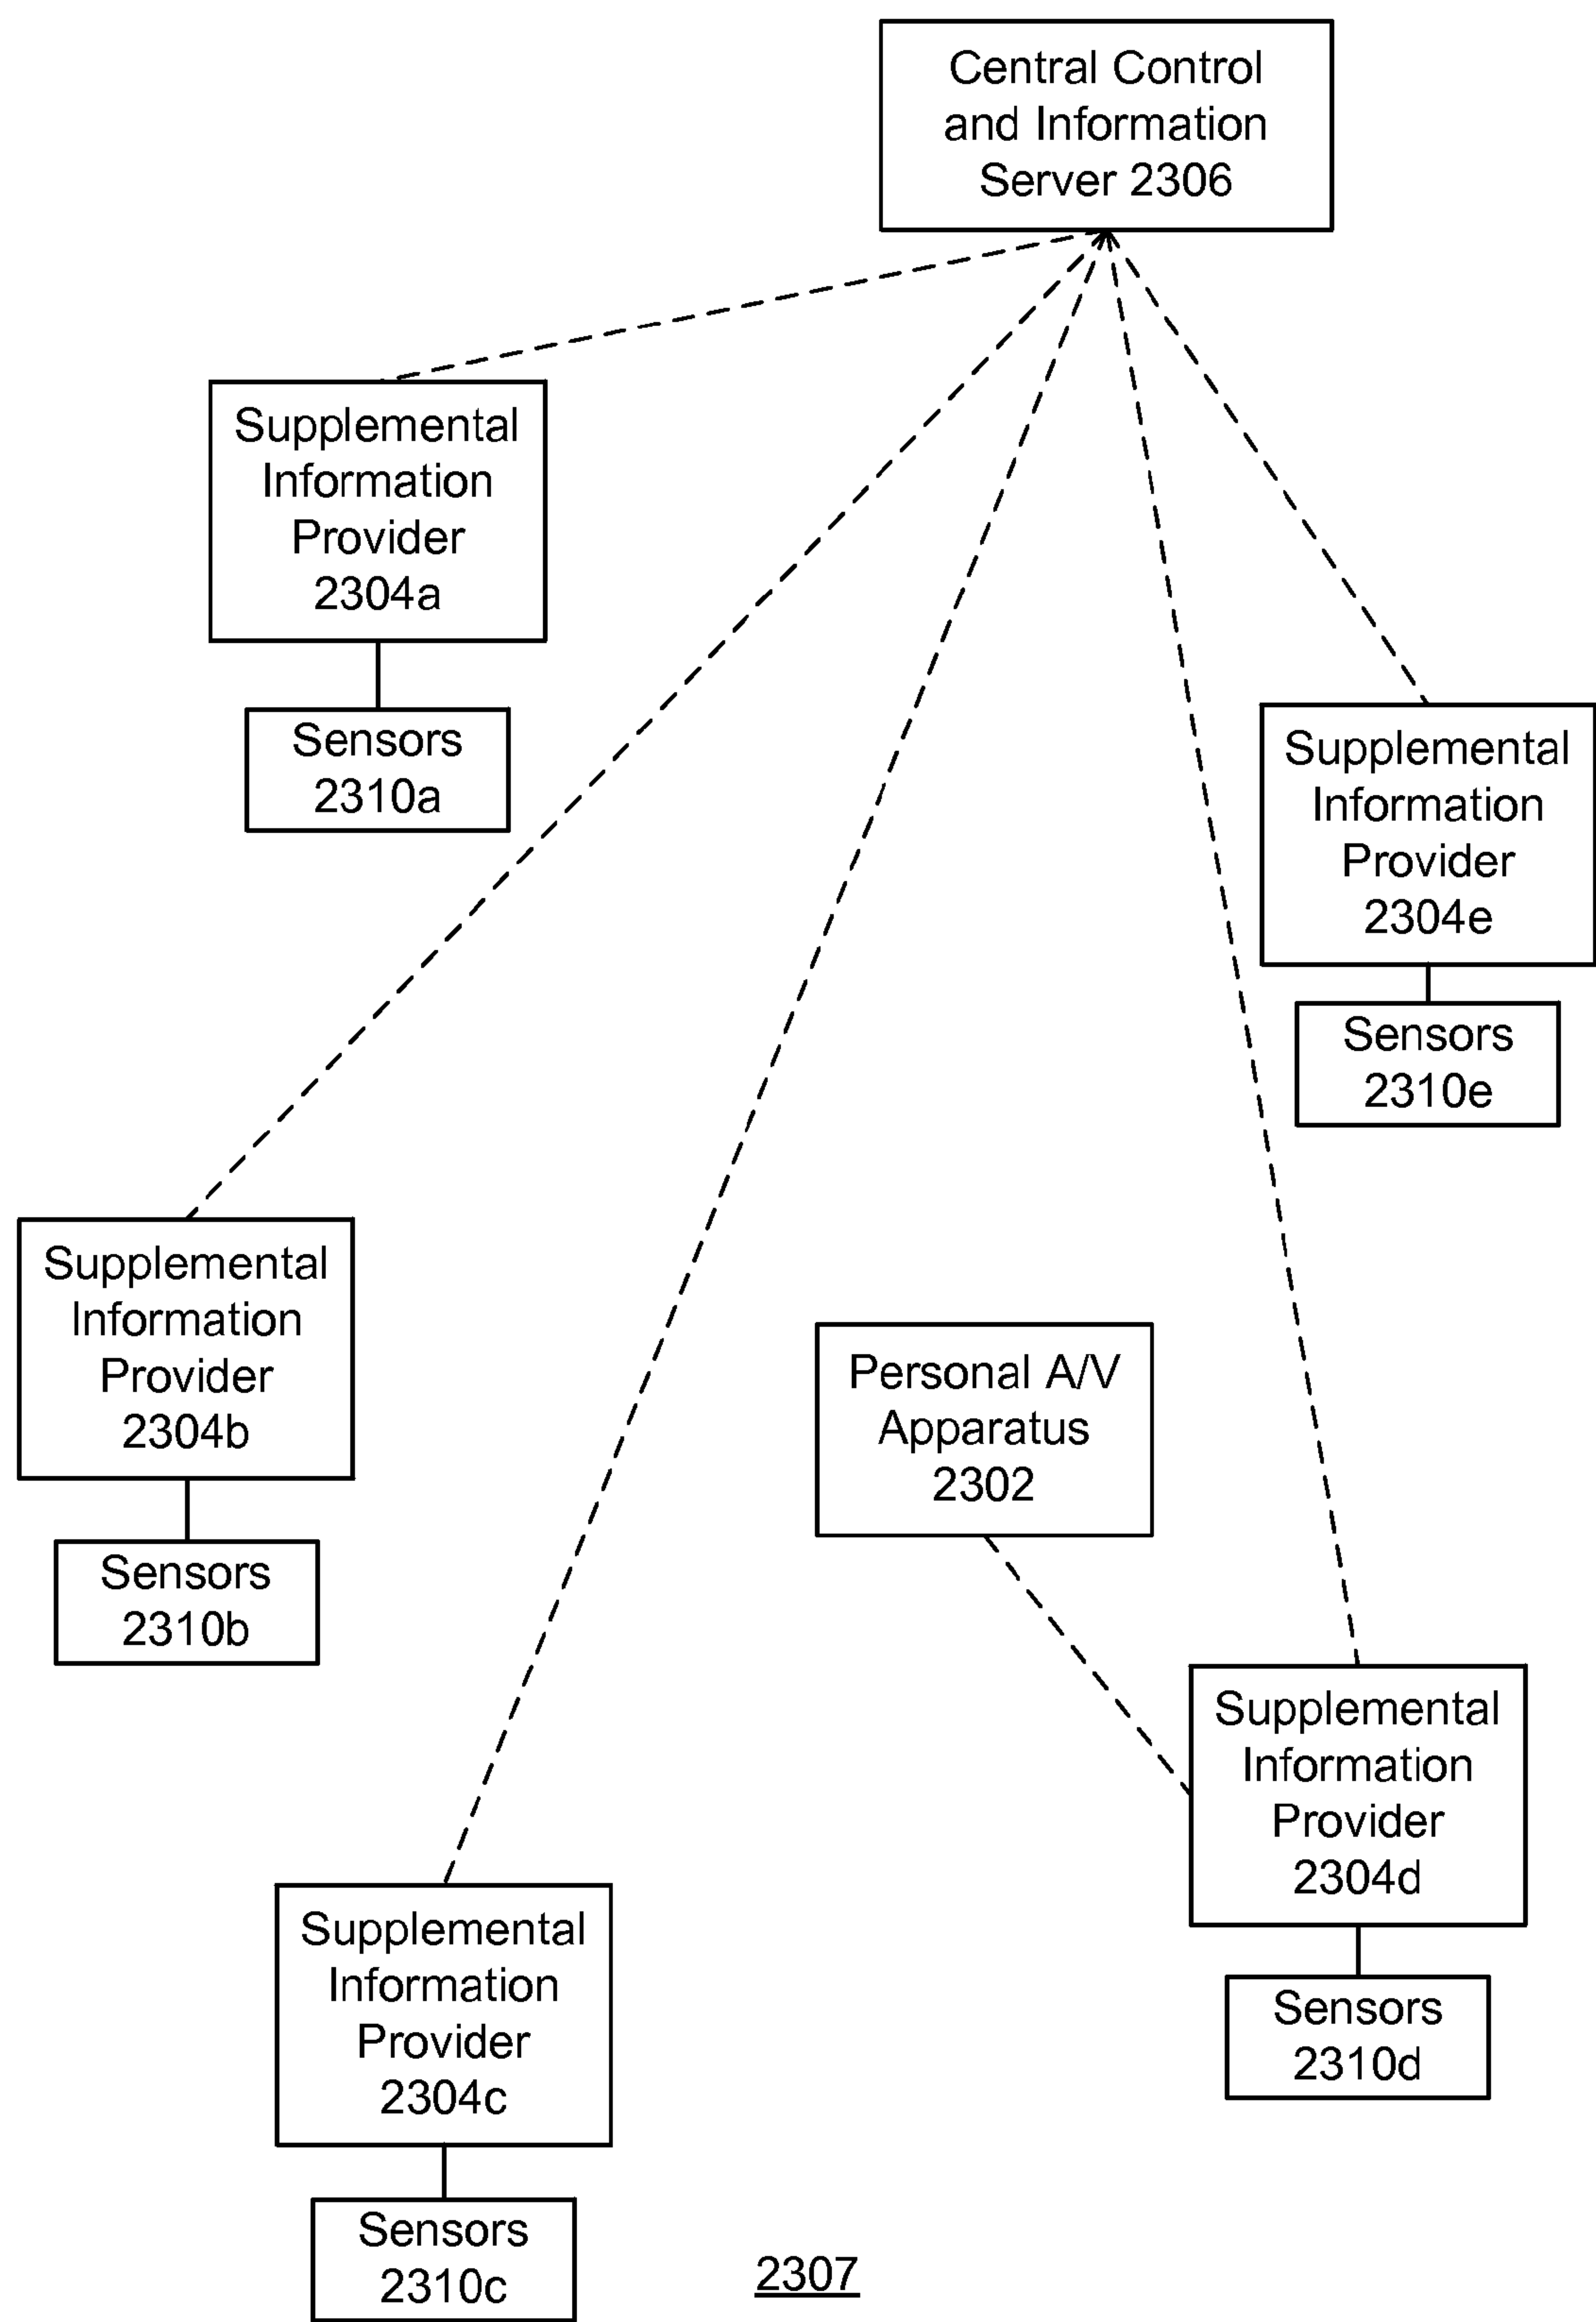 Central Control
and Information
Server 2306
Supplemental
Information
Provider
2304a
Sensors
2310a
Supplemental
Information
Provider
2304e
Sensors
2310e
Supplemental
Information
Provider
2304b
Sensors
2310b
Personal A/V
Apparatus
2302
Supplemental
Information
Provider
2304d
Sensors
2310d
Supplemental
Information
Provider
2304c
Sensors
2310c
2307